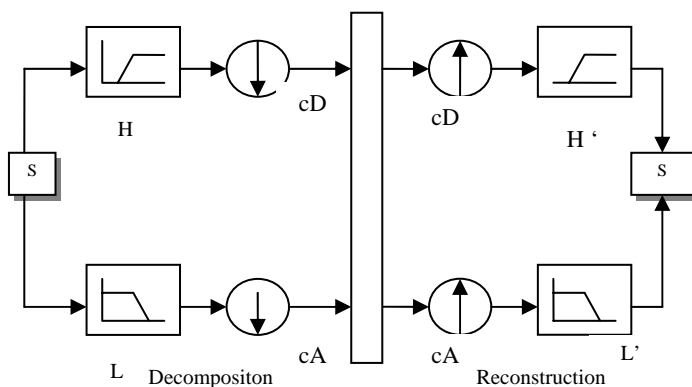 cD
cD
H
H ‘
S
S
cA
cA
L’
L
Decompositon
Reconstruction